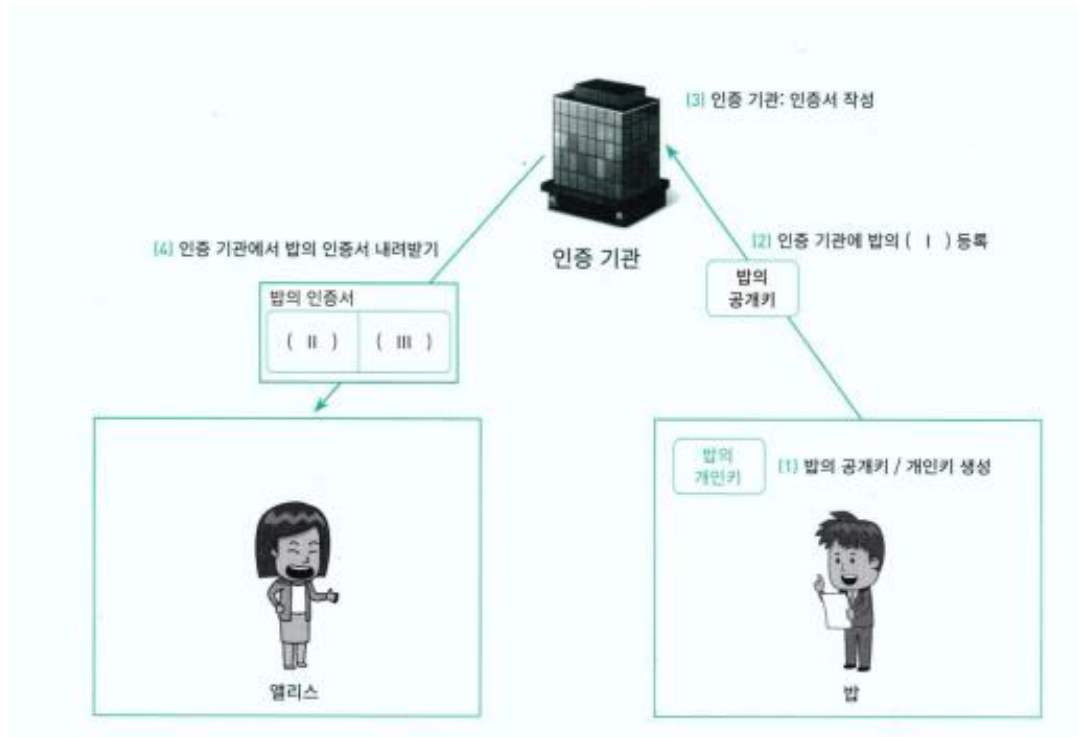 (3) 인증 기관: 인증서 작성
인증 기관
(2) 인증 기관에 밥의 ( Ⅰ ) 등록
밥의
공개키
(4) 인증 기관에서 밥의 인증서 내려받기
밥의 인증서
( Ⅱ ) ( Ⅲ )
밥의
개인키
(1) 밥의 공개키 / 개인키 생성
앨리스
밥